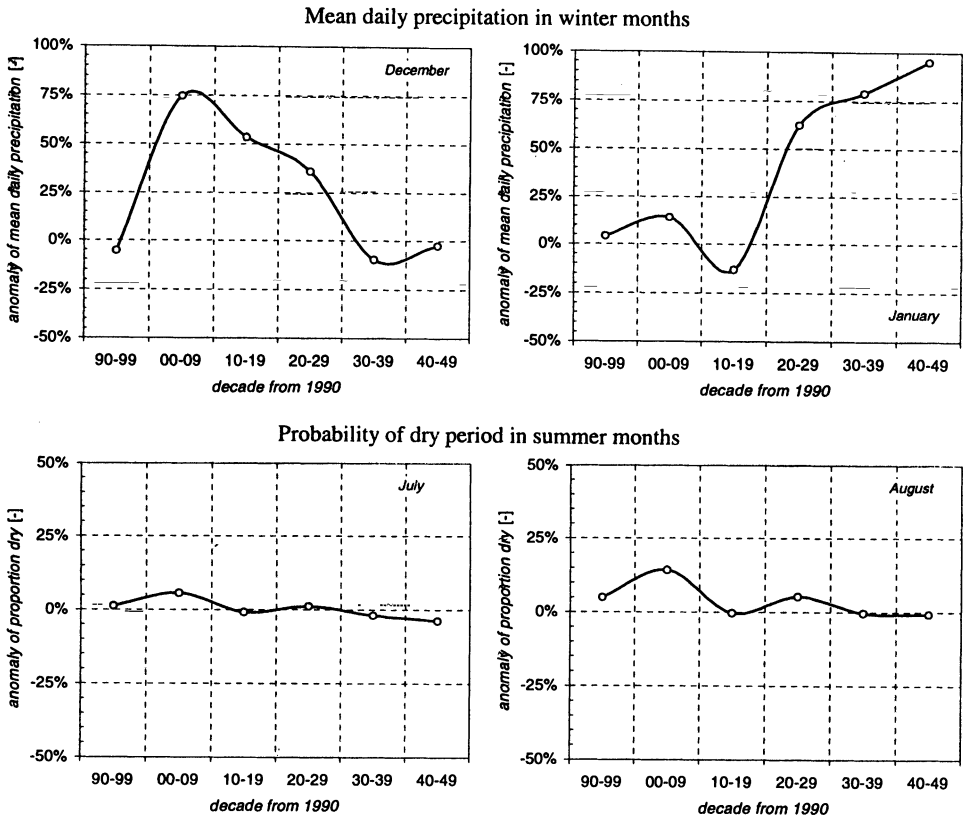 Mean daily precipitation in winter months
100%
75%
50%
25%
0%
-25%
-50%
anomaly of mean daily precipitation [-]
December
90-99 00-09 10-19 20-29 30-39 40-49
decade from 1990
100%
75%
50%
25%
0%
-25%
-50%
anomaly of mean daily precipitation [-]
January
90-99 00-09 10-19 20-29 30-39 40-49
decade from 1990
Probability of dry period in summer months
50%
25%
0%
-25%
-50%
anomaly of proportion dry [-]
July
90-99 00-09 10-19 20-29 30-39 40-49
decade from 1990
50%
25%
0%
-25%
-50%
anomaly of proportion dry [-]
August
90-99 00-09 10-19 20-29 30-39 40-49
decade from 1990